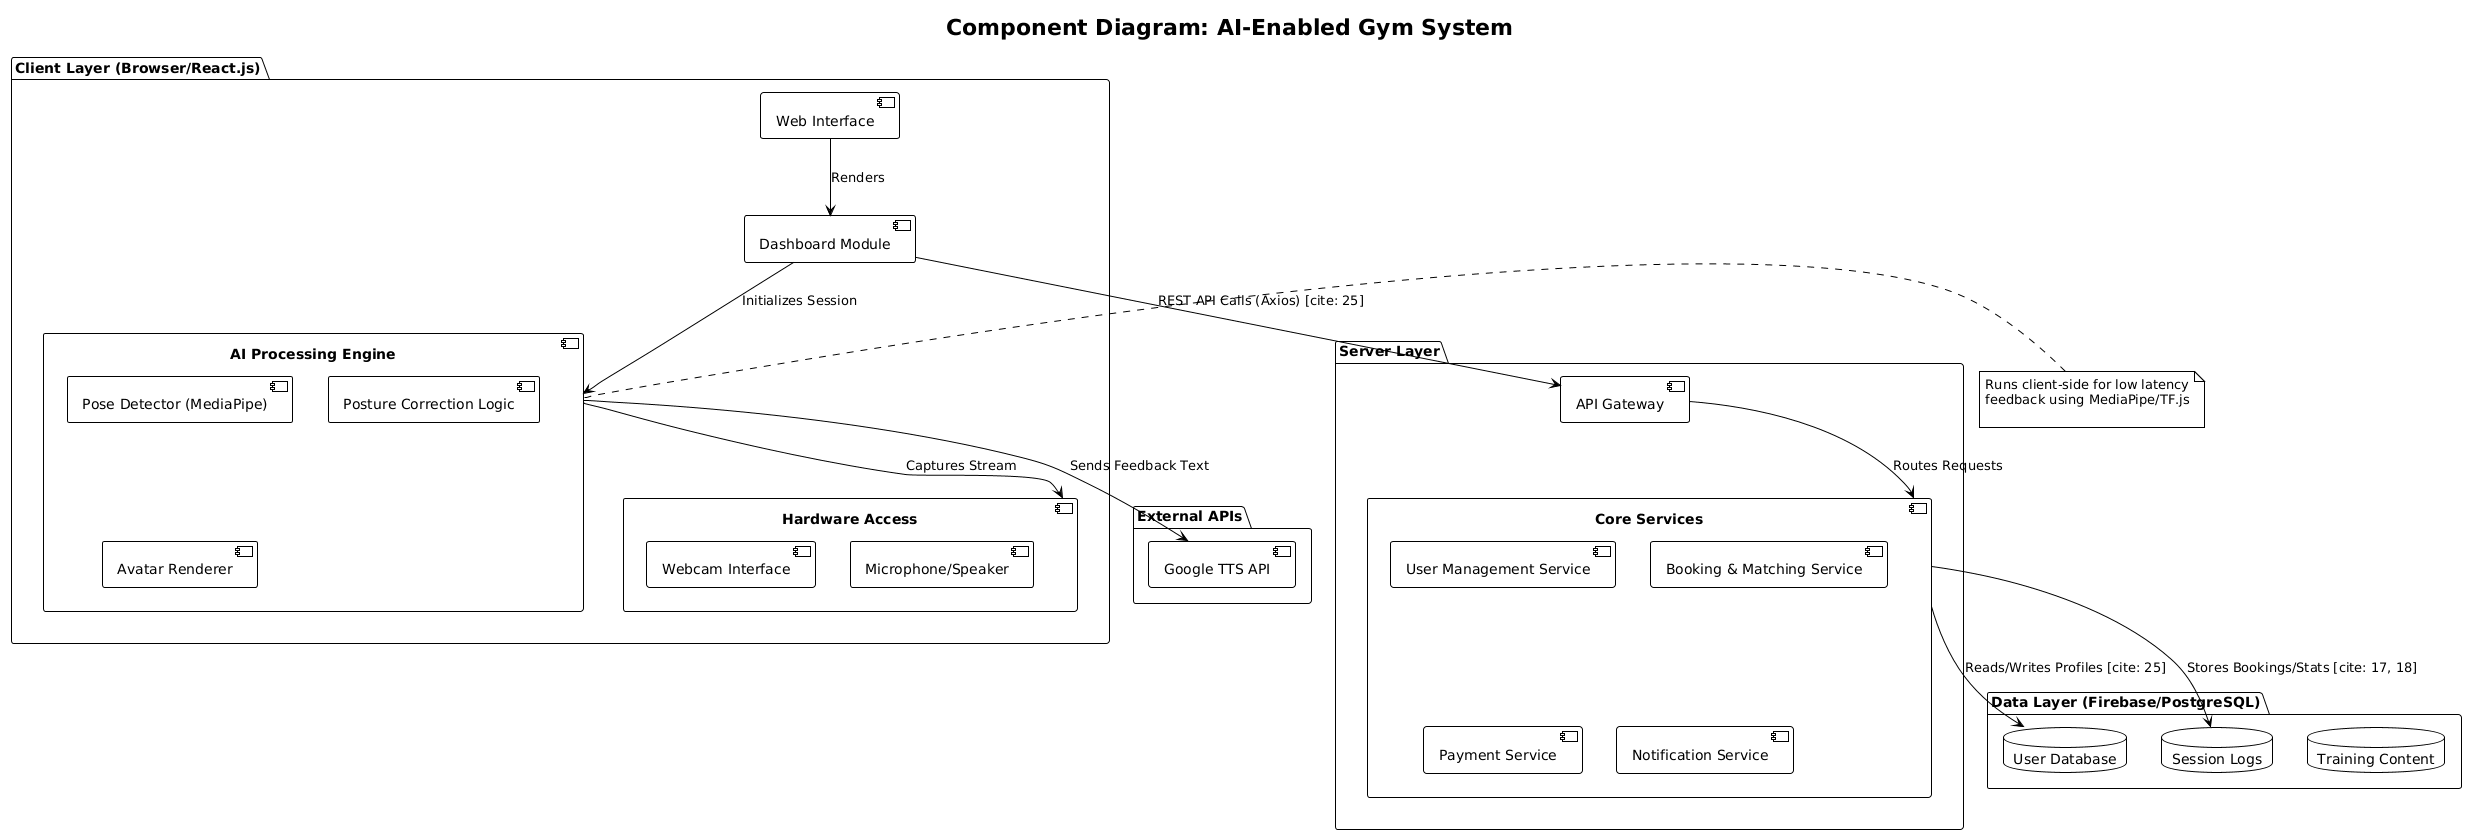 Component Diagram: AI-Enabled Gym System
Client Layer (Browser/React.js)
Web Interface
Renders
Dashboard Module
Initializes Session
REST API Calls (Axios) [cite: 25]
AI Processing Engine
Pose Detector (MediaPipe)
Posture Correction Logic
Avatar Renderer
Captures Stream
Sends Feedback Text
Hardware Access
Webcam Interface
Microphone/Speaker
External APIs
Google TTS API
Server Layer
API Gateway
Routes Requests
Core Services
User Management Service
Booking & Matching Service
Payment Service
Notification Service
Runs client-side for low latency
feedback using MediaPipe/TF.js
Reads/Writes Profiles [cite: 25]
Stores Bookings/Stats [cite: 17, 18]
Data Layer (Firebase/PostgreSQL)
User Database
Session Logs
Training Content